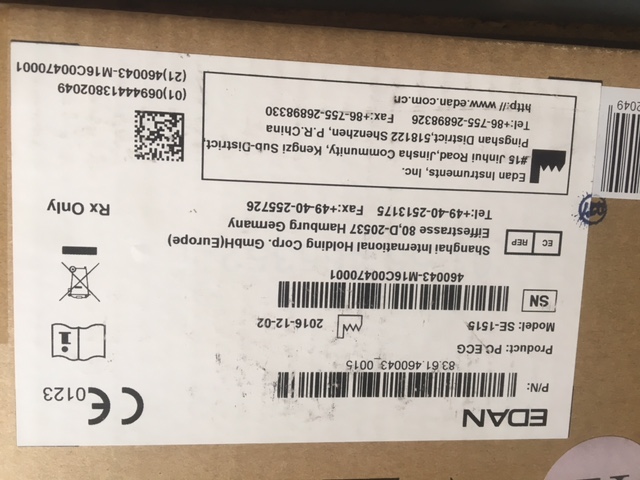 EDAN
P/N:
83.61.460043_0015
Product: PC ECG
Model: SE-1515
2016-12-02
SN
460043-M16C00470001
EC REP
Shanghai International Holding Corp. GmbH(Europe)
Eiffestrasse 80,D-20537 Hamburg Germany
Tel:+49-40-2513175 Fax:+49-40-255726
Edan Instruments, Inc.
#15 Jinhui Road,Jinsha Community, Kengzi Sub-District,
Pingshan District,518122 Shenzhen, P.R.China
Tel:+86-755-26898326 Fax:+86-755-26898330
http:// www.edan.com.cn
CE 0123
i
Rx Only
(01)06944413802049
(21)460043-M16C00470001
2049